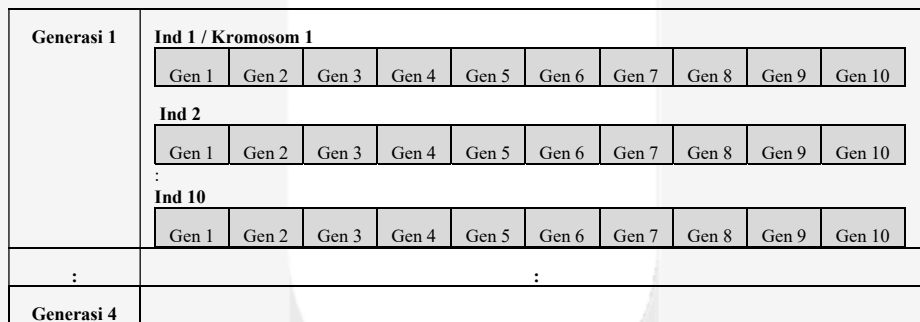 Generasi 1 Ind 1 / Kromosom 1
Gen 1 Gen 2 Gen 3 Gen 4 Gen 5 Gen 6 Gen 7 Gen 8 Gen 9 Gen 10
Ind 2
Gen 1 Gen 2 Gen 3 Gen 4 Gen 5 Gen 6 Gen 7 Gen 8 Gen 9 Gen 10
:
Ind 10
Gen 1 Gen 2 Gen 3 Gen 4 Gen 5 Gen 6 Gen 7 Gen 8 Gen 9 Gen 10
: :
Generasi 4